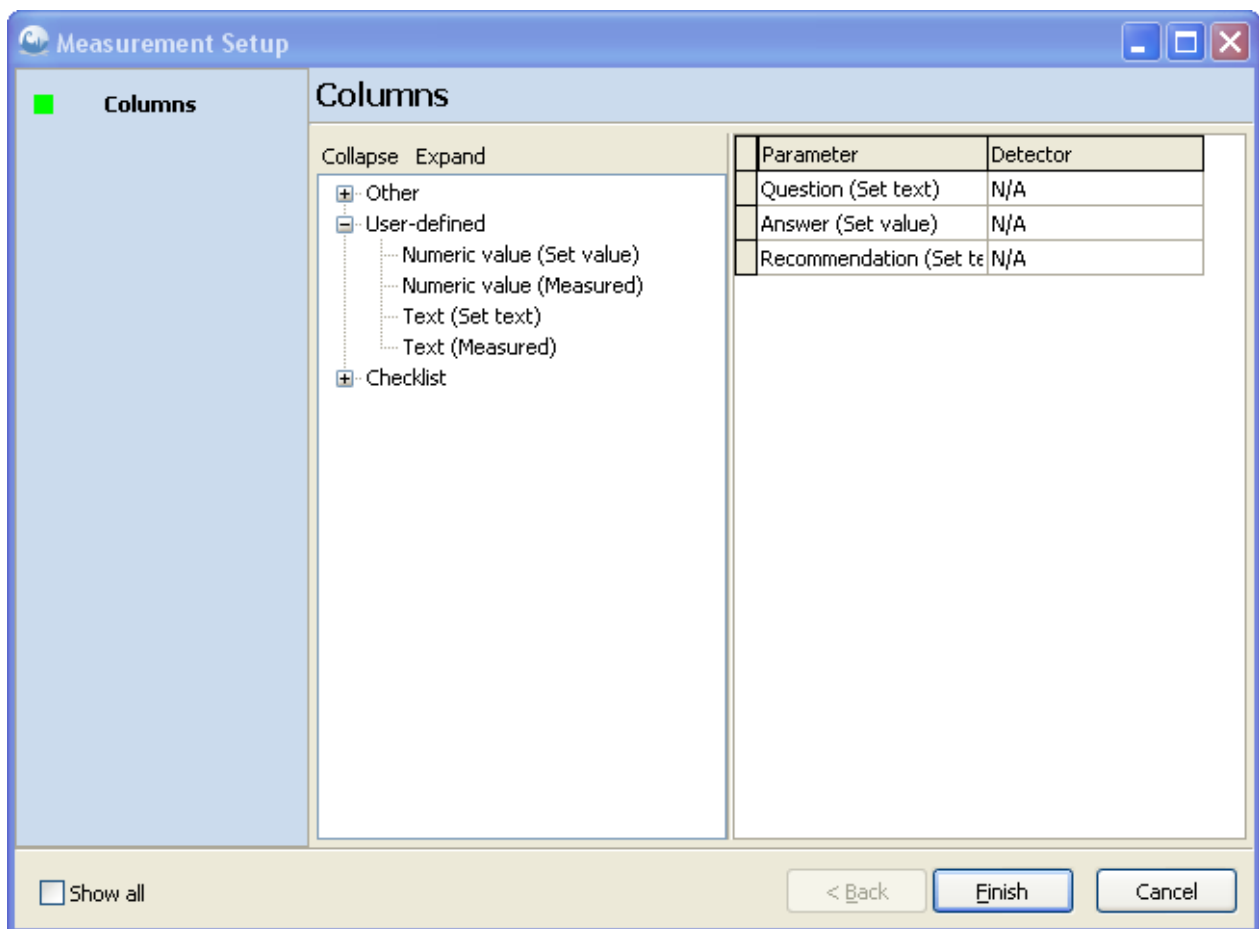 Measurement Setup
Columns
Columns
Collapse Expand
Other
User-defined
Numeric value (Set value)
Numeric value (Measured)
Text (Set text)
Text (Measured)
Checklist
Parameter Detector
Question (Set text) N/A
Answer (Set value) N/A
Recommendation (Set te N/A
Show all
< Back Finish Cancel